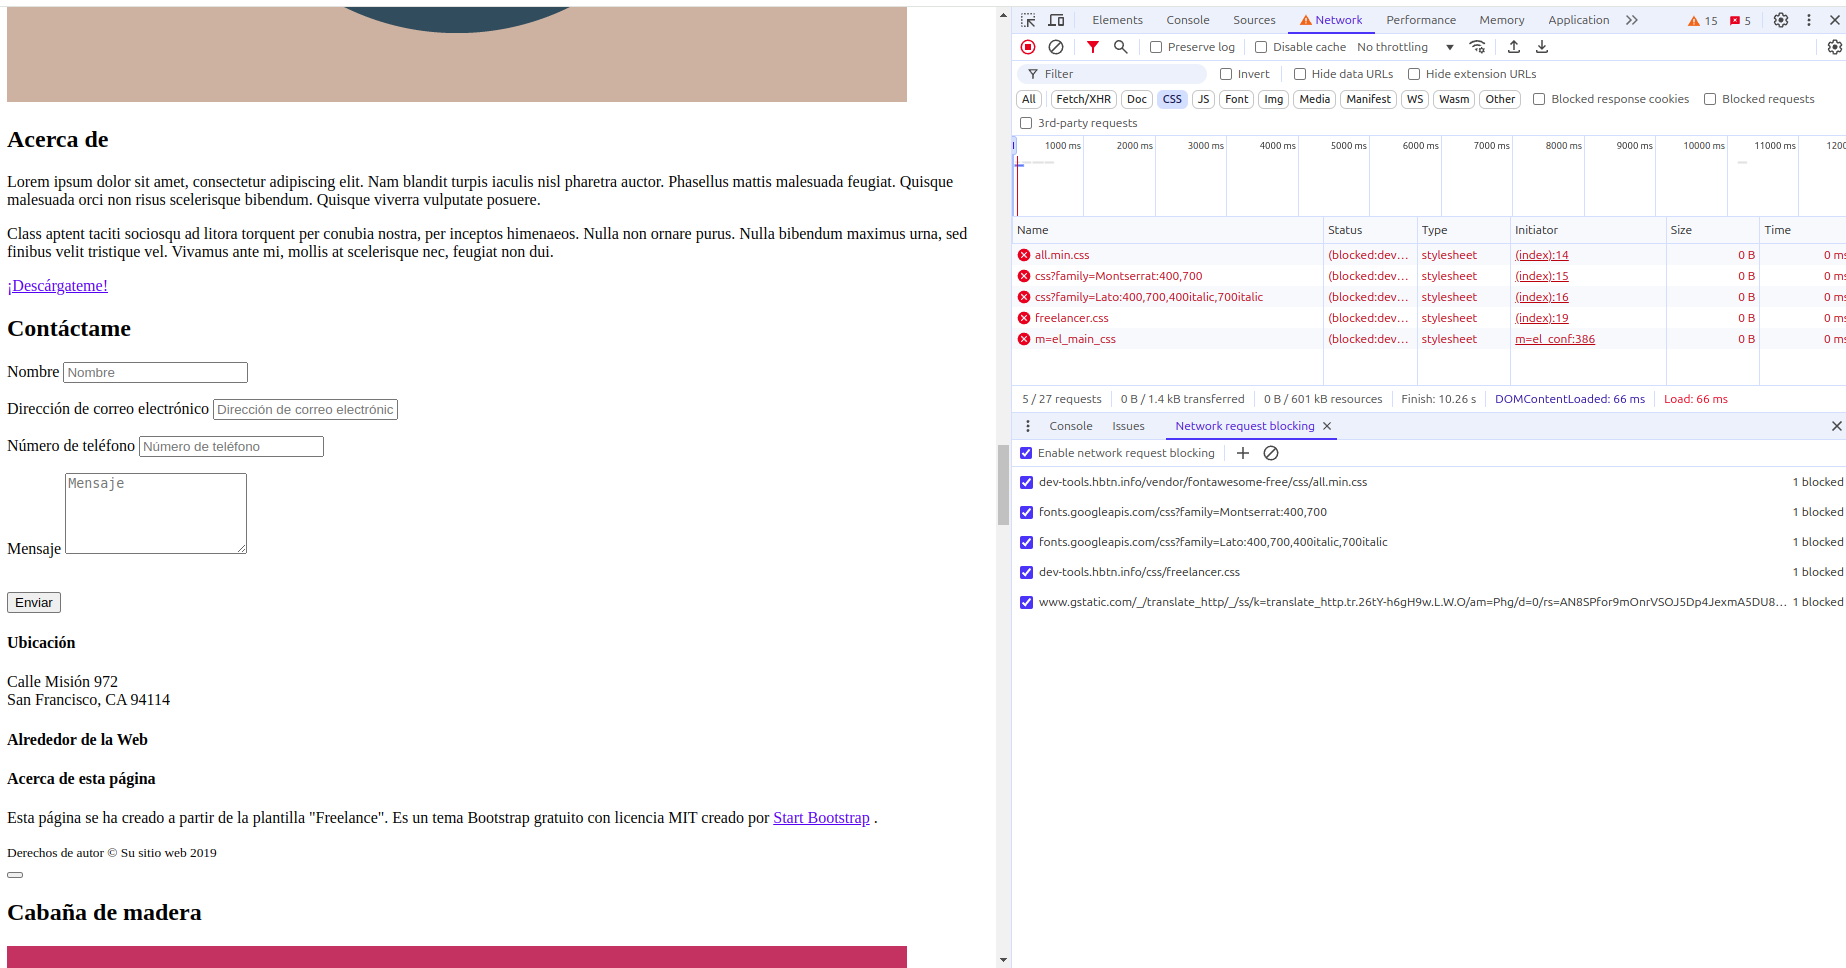 Acerca de
Lorem ipsum dolor sit amet, consectetur adipiscing elit. Nam blandit turpis iaculis nisl pharetra auctor. Phasellus mattis malesuada feugiat. Quisque
malesuada orci non risus scelerisque bibendum. Quisque viverra vulputate posuere.
Class aptent taciti sociosqu ad litora torquent per conubia nostra, per inceptos himenaeos. Nulla non ornare purus. Nulla bibendum maximus urna, sed
finibus velit tristique vel. Vivamus ante mi, mollis at scelerisque nec, feugiat non dui.
¡Descárgateme!
Contáctame
Nombre Nombre
Dirección de correo electrónico Dirección de correo electrónic
Número de teléfono Número de teléfono
Mensaje
Mensaje
Enviar
Ubicación
Calle Misión 972
San Francisco, CA 94114
Alrededor de la Web
Acerca de esta página
Esta página se ha creado a partir de la plantilla "Freelance". Es un tema Bootstrap gratuito con licencia MIT creado por Start Bootstrap .
Derechos de autor © Su sitio web 2019
Cabaña de madera
Elements Console Sources Network Performance Memory Application 15 5
Preserve log Disable cache No throttling
Filter Invert Hide data URLs Hide extension URLs
All Fetch/XHR Doc CSS JS Font Img Media Manifest WS Wasm Other Blocked response cookies Blocked requests
3rd-party requests
1000 ms 2000 ms 3000 ms 4000 ms 5000 ms 6000 ms 7000 ms 8000 ms 9000 ms 10000 ms 11000 ms 1200
Name Status Type Initiator Size Time
all.min.css (blocked:dev… stylesheet (index):14 0 B 0 ms
css?family=Montserrat:400,700 (blocked:dev… stylesheet (index):15 0 B 0 ms
css?family=Lato:400,700,400italic,700italic (blocked:dev… stylesheet (index):16 0 B 0 ms
freelancer.css (blocked:dev… stylesheet (index):19 0 B 0 ms
m=el_main_css (blocked:dev… stylesheet m=el_conf:386 0 B 0 ms
5 / 27 requests 0 B / 1.4 kB transferred 0 B / 601 kB resources Finish: 10.26 s DOMContentLoaded: 66 ms Load: 66 ms
Console Issues Network request blocking
Enable network request blocking
dev-tools.hbtn.info/vendor/fontawesome-free/css/all.min.css 1 blocked
fonts.googleapis.com/css?family=Montserrat:400,700 1 blocked
fonts.googleapis.com/css?family=Lato:400,700,400italic,700italic 1 blocked
dev-tools.hbtn.info/css/freelancer.css 1 blocked
www.gstatic.com/_/translate_http/_/ss/k=translate_http.tr.26tY-h6gH9w.L.W.O/am=Phg/d=0/rs=AN8SPfor9mOnrVSOJ5Dp4JexmA5DU8… 1 blocked